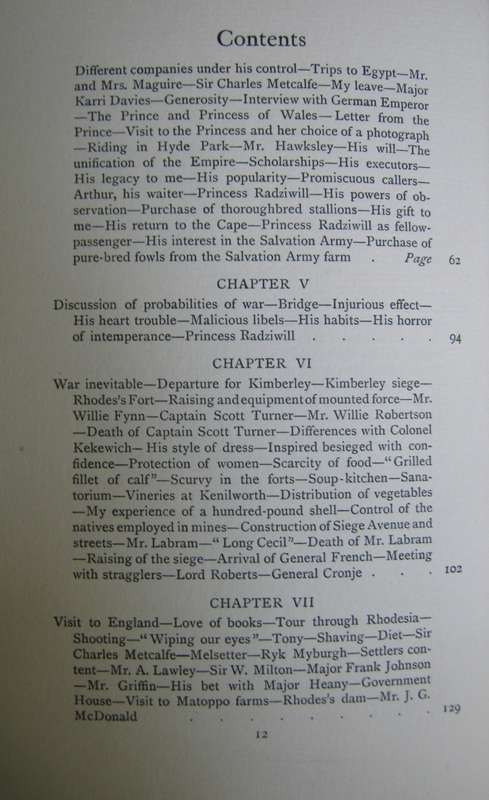 Contents
Different companies under his control—Trips to Egypt—Mr.
and Mrs. Maguire—Sir Charles Metcalfe—My leave—Major
Karri Davies—Generosity—Interview with German Emperor
—The Prince and Princess of Wales—Letter from the
Prince—Visit to the Princess and her choice of a photograph
—Riding in Hyde Park—Mr. Hawksley—His will—The
unification of the Empire—Scholarships—His executors—
His legacy to me—His popularity—Promiscuous callers—
Arthur, his waiter—Princess Radziwill—His powers of ob-
servation—Purchase of thoroughbred stallions—His gift to
me—His return to the Cape—Princess Radziwill as fellow-
passenger—His interest in the Salvation Army—Purchase of
pure-bred fowls from the Salvation Army farm . Page 62
CHAPTER V
Discussion of probabilities of war—Bridge—Injurious effect—
His heart trouble—Malicious libels—His habits—His horror
of intemperance—Princess Radziwill . . . . . 94
CHAPTER VI
War inevitable—Departure for Kimberley—Kimberley siege—
Rhodes's Fort—Raising and equipment of mounted force—Mr.
Willie Fynn—Captain Scott Turner—Mr. Willie Robertson
—Death of Captain Scott Turner—Differences with Colonel
Kekewich—His style of dress—Inspired besieged with con-
fidence—Protection of women—Scarcity of food—"Grilled
fillet of calf"—Scurvy in the forts—Soup-kitchen—Sana-
torium—Vineries at Kenilworth—Distribution of vegetables
—My experience of a hundred-pound shell—Control of the
natives employed in mines—Construction of Siege Avenue and
streets—Mr. Labram—"Long Cecil"—Death of Mr. Labram
—Raising of the siege—Arrival of General French—Meeting
with stragglers—Lord Roberts—General Cronje . . . 102
CHAPTER VII
Visit to England—Love of books—Tour through Rhodesia—
Shooting—"Wiping our eyes"—Tony—Shaving—Diet—Sir
Charles Metcalfe—Melsetter—Ryk Myburgh—Settlers con-
tent—Mr. A. Lawley—Sir W. Milton—Major Frank Johnson
—Mr. Griffin—His bet with Major Heany—Government
House—Visit to Matoppo farms—Rhodes's dam—Mr. J. G.
McDonald . . . . . . . . 129
12